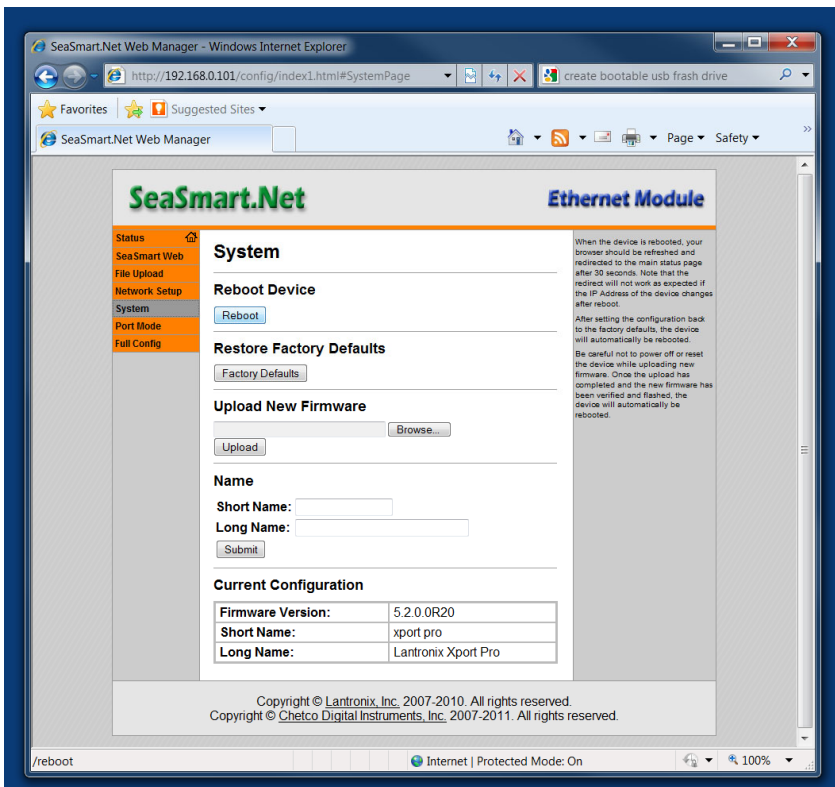 SeaSmart.Net Web Manager - Windows Internet Explorer
http://192.168.0.101/config/index1.html#SystemPage
create bootable usb frash drive
Favorites
Suggested Sites
SeaSmart.Net Web Manager
Page
Safety
SeaSmart.Net
Ethernet Module
Status
SeaSmart Web
File Upload
Network Setup
System
Port Mode
Full Config
System
Reboot Device
Reboot
Restore Factory Defaults
Factory Defaults
Upload New Firmware
Browse...
Upload
Name
Short Name:
Long Name:
Submit
Current Configuration
Firmware Version: 5.2.0.0R20
Short Name: xport pro
Long Name: Lantronix Xport Pro
When the device is rebooted, your
browser should be refreshed and
redirected to the main status page
after 30 seconds. Note that the
redirect will not work as expected if
the IP Address of the device changes
after reboot.
After setting the configuration back
to the factory defaults, the device
will automatically be rebooted.
Be careful not to power off or reset
the device while uploading new
firmware. Once the upload has
completed and the new firmware has
been verified and flashed, the
device will automatically be
rebooted.
Copyright © Lantronix, Inc. 2007-2010. All rights reserved.
Copyright © Chetco Digital Instruments, Inc. 2007-2011. All rights reserved.
/reboot
Internet | Protected Mode: On
100%